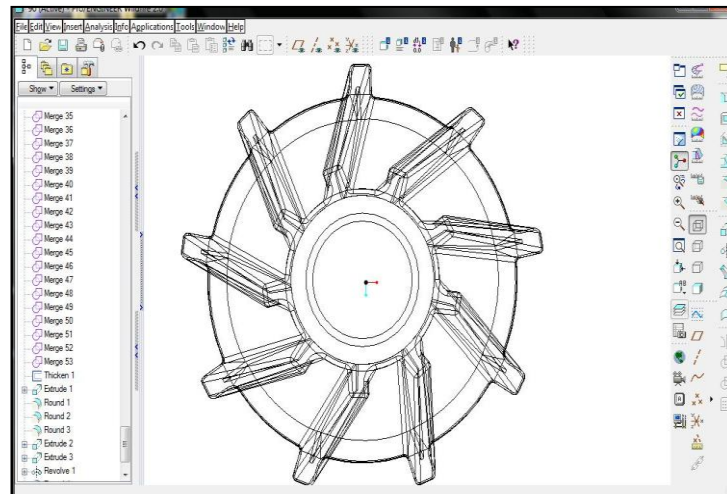 File Edit View Insert Analysis Info Applications Tools Window Help
Show Settings
Merge 35
Merge 36
Merge 37
Merge 38
Merge 39
Merge 40
Merge 41
Merge 42
Merge 43
Merge 44
Merge 45
Merge 46
Merge 47
Merge 48
Merge 49
Merge 50
Merge 51
Merge 52
Merge 53
Thicken 1
Extrude 1
Round 1
Round 2
Round 3
Extrude 2
Extrude 3
Revolve 1